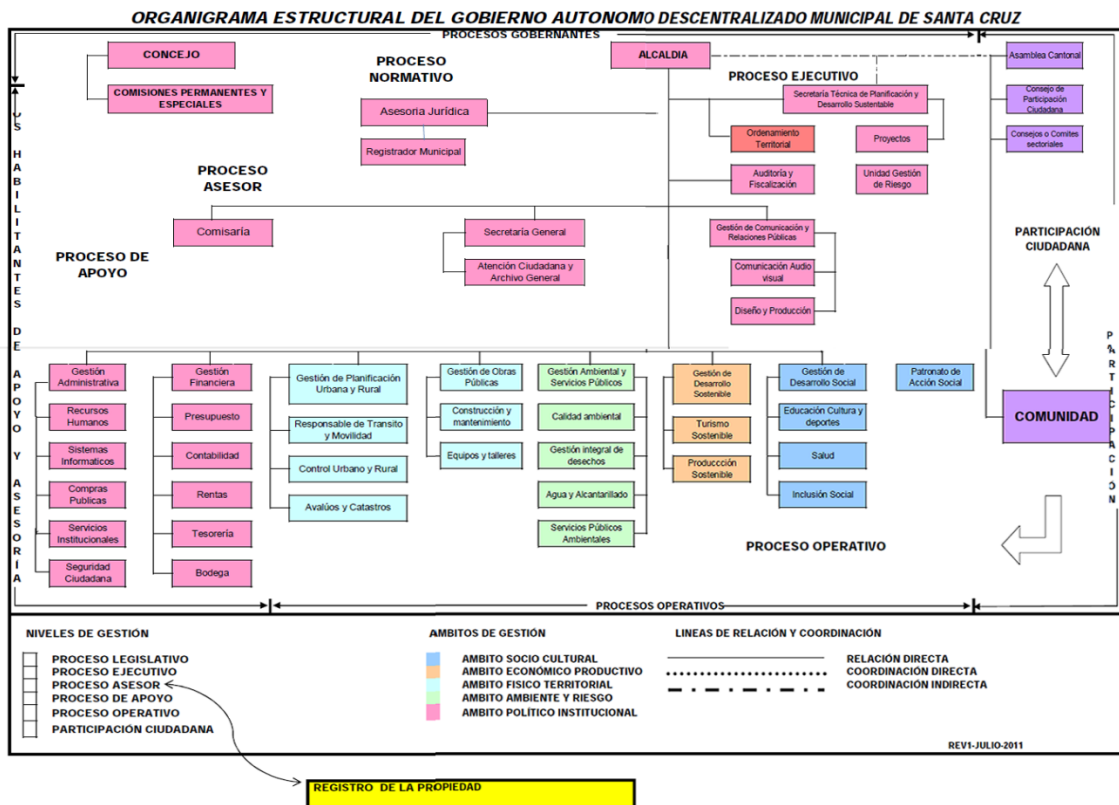 ORGANIGRAMA ESTRUCTURAL DEL GOBIERNO AUTONOMO DESCENTRALIZADO MUNICIPAL DE SANTA CRUZ
PROCESOS GOBERNANTES
CONCEJO
COMISIONES PERMANENTES Y
ESPECIALES
PROCESO
NORMATIVO
ALCALDIA
PROCESO EJECUTIVO
Secretaría Técnica de Planificación y
Desarrollo Sustentable
Asamblea Cantonal
Consejo de
Participación
Ciudadana
Consejos o Comites
sectoriales
Asesoria Jurídica
Registrador Municipal
Ordenamiento
Territorial
Proyectos
Auditoría y
Fiscalización
Unidad Gestión
de Riesgo
PROCESO
ASESOR
Comisaría
Secretaría General
Atención Ciudadana y
Archivo General
Gestión de Comunicación y
Relaciones Públicas
Comunicación Audio
visual
Diseño y Producción
PROCESO DE
APOYO
PARTICIPACIÓN
CIUDADANA
OS HABILITANTES DE APOYO Y ASESORÍA
PARTICIPACIÓN
Gestión
Administrativa
Recursos
Humanos
Sistemas
Informaticos
Compras
Publicas
Servicios
Institucionales
Seguridad
Ciudadana
Gestión
Financiera
Presupuesto
Contabilidad
Rentas
Tesorería
Bodega
Gestión de Planificación
Urbana y Rural
Responsable de Transito
y Movilidad
Control Urbano y Rural
Avalúos y Catastros
Gestión de Obras
Públicas
Construcción y
mantenimiento
Equipos y talleres
Gestión Ambiental y
Servicios Públicos
Calidad ambiental
Gestión integral de
desechos
Agua y Alcantarillado
Servicios Públicos
Ambientales
Gestión de
Desarrollo
Sostenible
Turismo
Sostenible
Produccción
Sostenible
Gestión de
Desarrollo Social
Educación Cultura y
deportes
Salud
Inclusión Social
Patronato de
Acción Social
COMUNIDAD
PROCESO OPERATIVO
PROCESOS OPERATIVOS
NIVELES DE GESTIÓN
PROCESO LEGISLATIVO
PROCESO EJECUTIVO
PROCESO ASESOR
PROCESO DE APOYO
PROCESO OPERATIVO
PARTICIPACIÓN CIUDADANA
AMBITOS DE GESTIÓN
AMBITO SOCIO CULTURAL
AMBITO ECONÓMICO PRODUCTIVO
AMBITO FISICO TERRITORIAL
AMBITO AMBIENTE Y RIESGO
AMBITO POLÍTICO INSTITUCIONAL
LINEAS DE RELACIÓN Y COORDINACIÓN
RELACIÓN DIRECTA
COORDINACIÓN DIRECTA
COORDINACIÓN INDIRECTA
REV1-JULIO-2011
REGISTRO DE LA PROPIEDAD